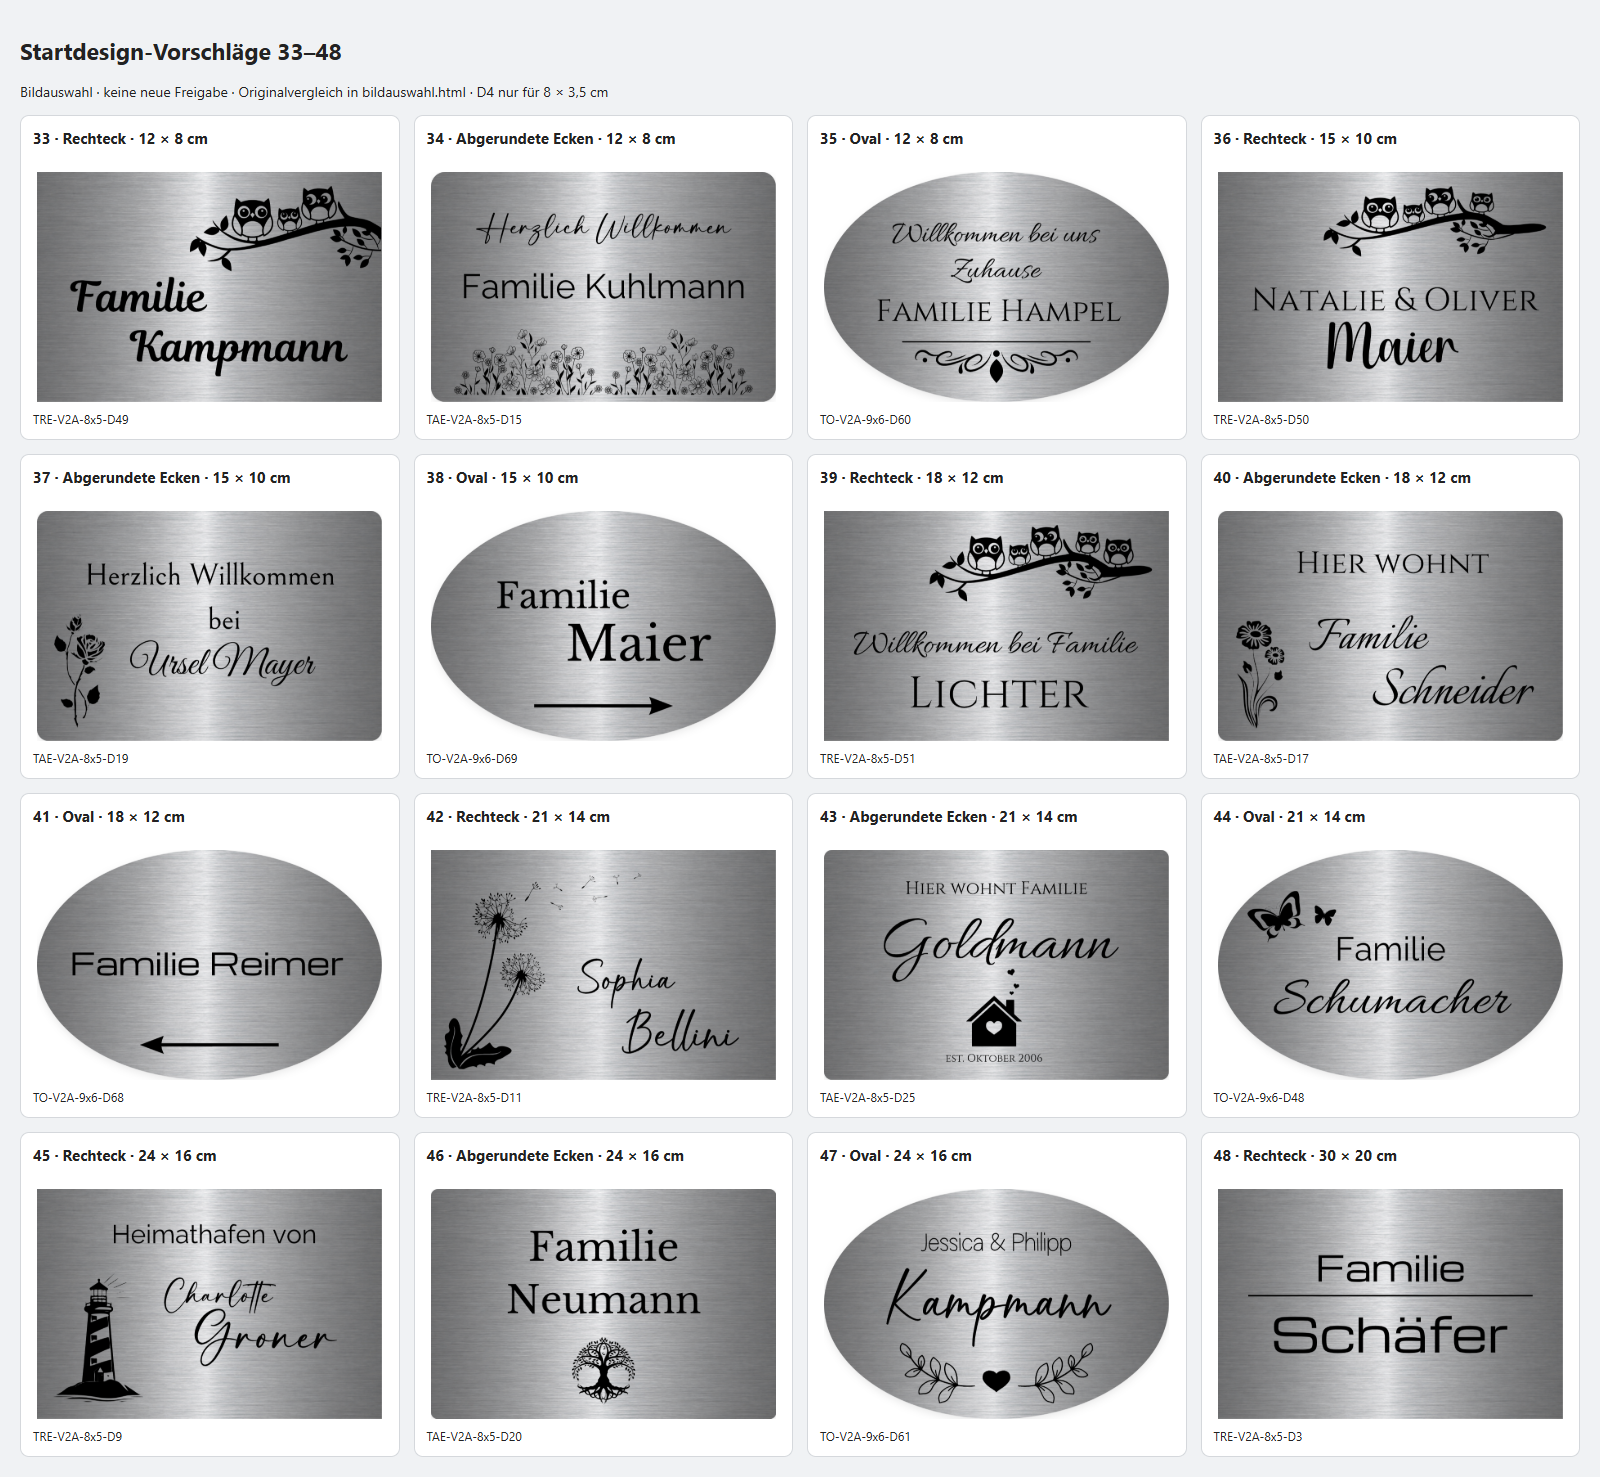 Startdesign-Vorschläge 33–48
Bildauswahl · keine neue Freigabe · Originalvergleich in bildauswahl.html · D4 nur für 8 × 3,5 cm
33 · Rechteck · 12 × 8 cm
Familie
Kampmann
TRE-V2A-8x5-D49
34 · Abgerundete Ecken · 12 × 8 cm
Herzlich Willkommen
Familie Kuhlmann
TAE-V2A-8x5-D15
35 · Oval · 12 × 8 cm
Willkommen bei uns
Zuhause
Familie Hampel
TO-V2A-9x6-D60
36 · Rechteck · 15 × 10 cm
Natalie & Oliver
Maier
TRE-V2A-8x5-D50
37 · Abgerundete Ecken · 15 × 10 cm
Herzlich Willkommen
bei
Ursel Mayer
TAE-V2A-8x5-D19
38 · Oval · 15 × 10 cm
Familie
Maier
TO-V2A-9x6-D69
39 · Rechteck · 18 × 12 cm
Willkommen bei Familie
Lichter
TRE-V2A-8x5-D51
40 · Abgerundete Ecken · 18 × 12 cm
Hier wohnt
Familie
Schneider
TAE-V2A-8x5-D17
41 · Oval · 18 × 12 cm
Familie Reimer
TO-V2A-9x6-D68
42 · Rechteck · 21 × 14 cm
Sophia
Bellini
TRE-V2A-8x5-D11
43 · Abgerundete Ecken · 21 × 14 cm
Hier wohnt Familie
Goldmann
est. Oktober 2006
TAE-V2A-8x5-D25
44 · Oval · 21 × 14 cm
Familie
Schumacher
TO-V2A-9x6-D48
45 · Rechteck · 24 × 16 cm
Heimathafen von
Charlotte
Groner
TRE-V2A-8x5-D9
46 · Abgerundete Ecken · 24 × 16 cm
Familie
Neumann
TAE-V2A-8x5-D20
47 · Oval · 24 × 16 cm
Jessica & Philipp
Kampmann
TO-V2A-9x6-D61
48 · Rechteck · 30 × 20 cm
Familie
Schäfer
TRE-V2A-8x5-D3